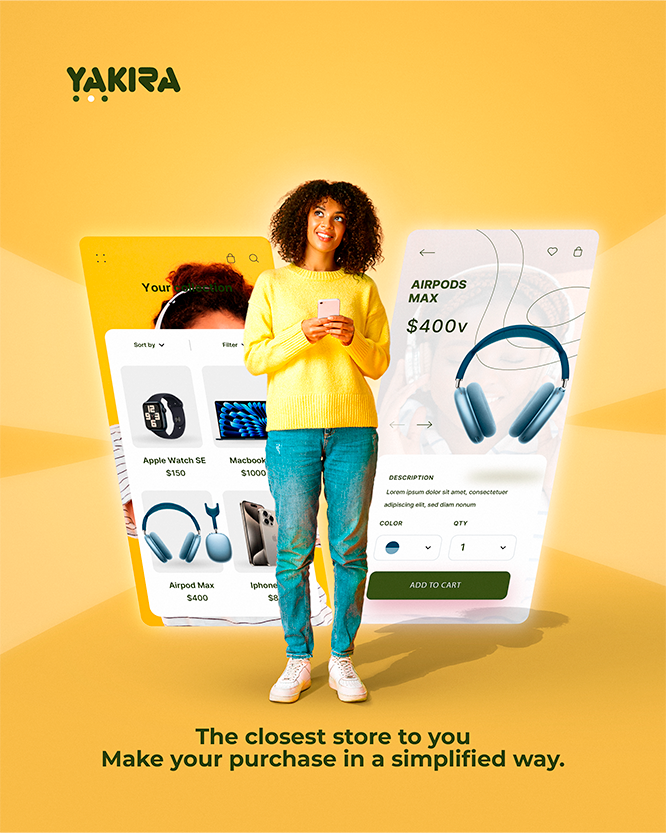 YAKIRA
Your collection
Sort by
Filter
Apple Watch SE
$150
Macbook
$1000
Airpod Max
$400
Iphone
$8
AIRPODS
MAX
$400v
DESCRIPTION
Lorem ipsum dolor sit amet, consectetuer
adipiscing elit, sed diam nonum
COLOR
QTY
1
ADD TO CART
The closest store to you
Make your purchase in a simplified way.